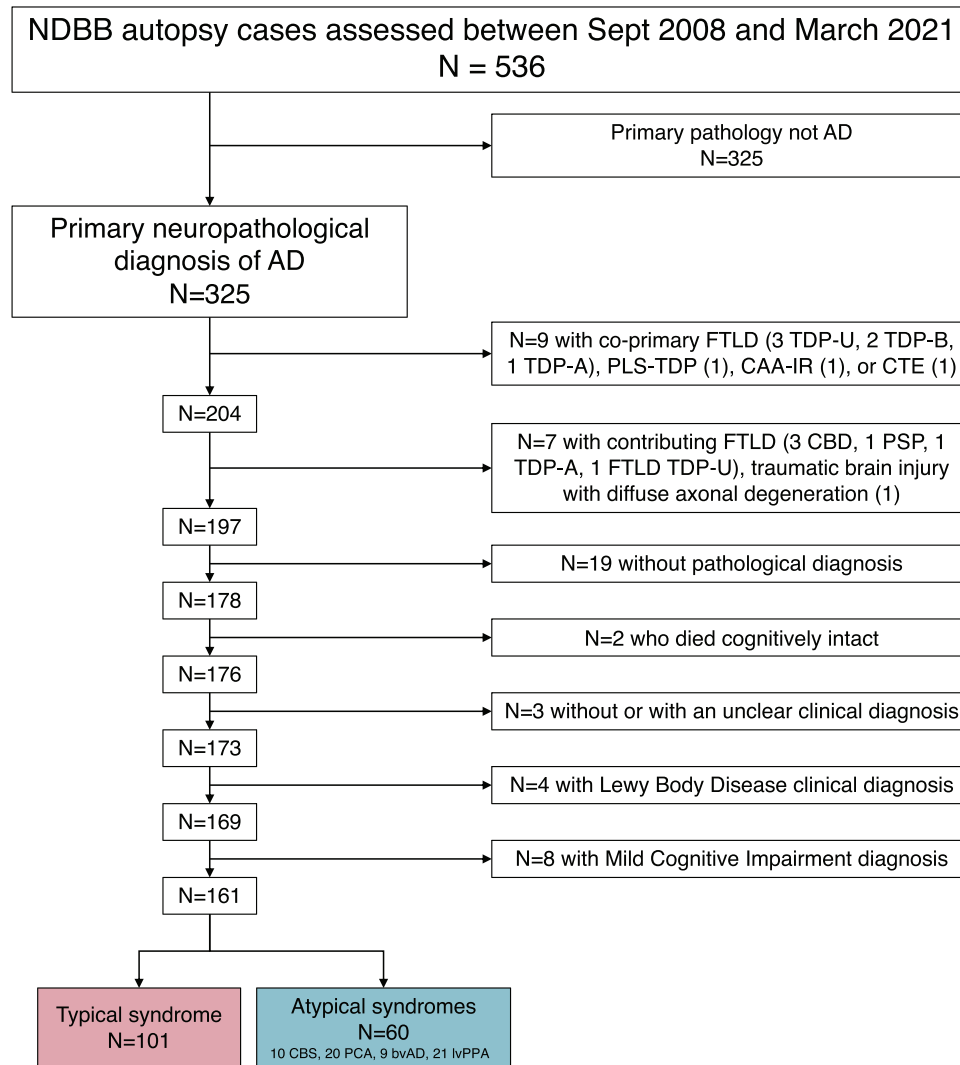 NDBB autopsy cases assessed between Sept 2008 and March 2021
N = 536
Primary pathology not AD
N=325
Primary neuropathological
diagnosis of AD
N=325
N=9 with co-primary FTLD (3 TDP-U, 2 TDP-B,
1 TDP-A), PLS-TDP (1), CAA-IR (1), or CTE (1)
N=204
N=7 with contributing FTLD (3 CBD, 1 PSP, 1
TDP-A, 1 FTLD TDP-U), traumatic brain injury
with diffuse axonal degeneration (1)
N=197
N=19 without pathological diagnosis
N=178
N=2 who died cognitively intact
N=176
N=3 without or with an unclear clinical diagnosis
N=173
N=4 with Lewy Body Disease clinical diagnosis
N=169
N=8 with Mild Cognitive Impairment diagnosis
N=161
Typical syndrome
N=101
Atypical syndromes
N=60
10 CBS, 20 PCA, 9 bvAD, 21 lvPPA